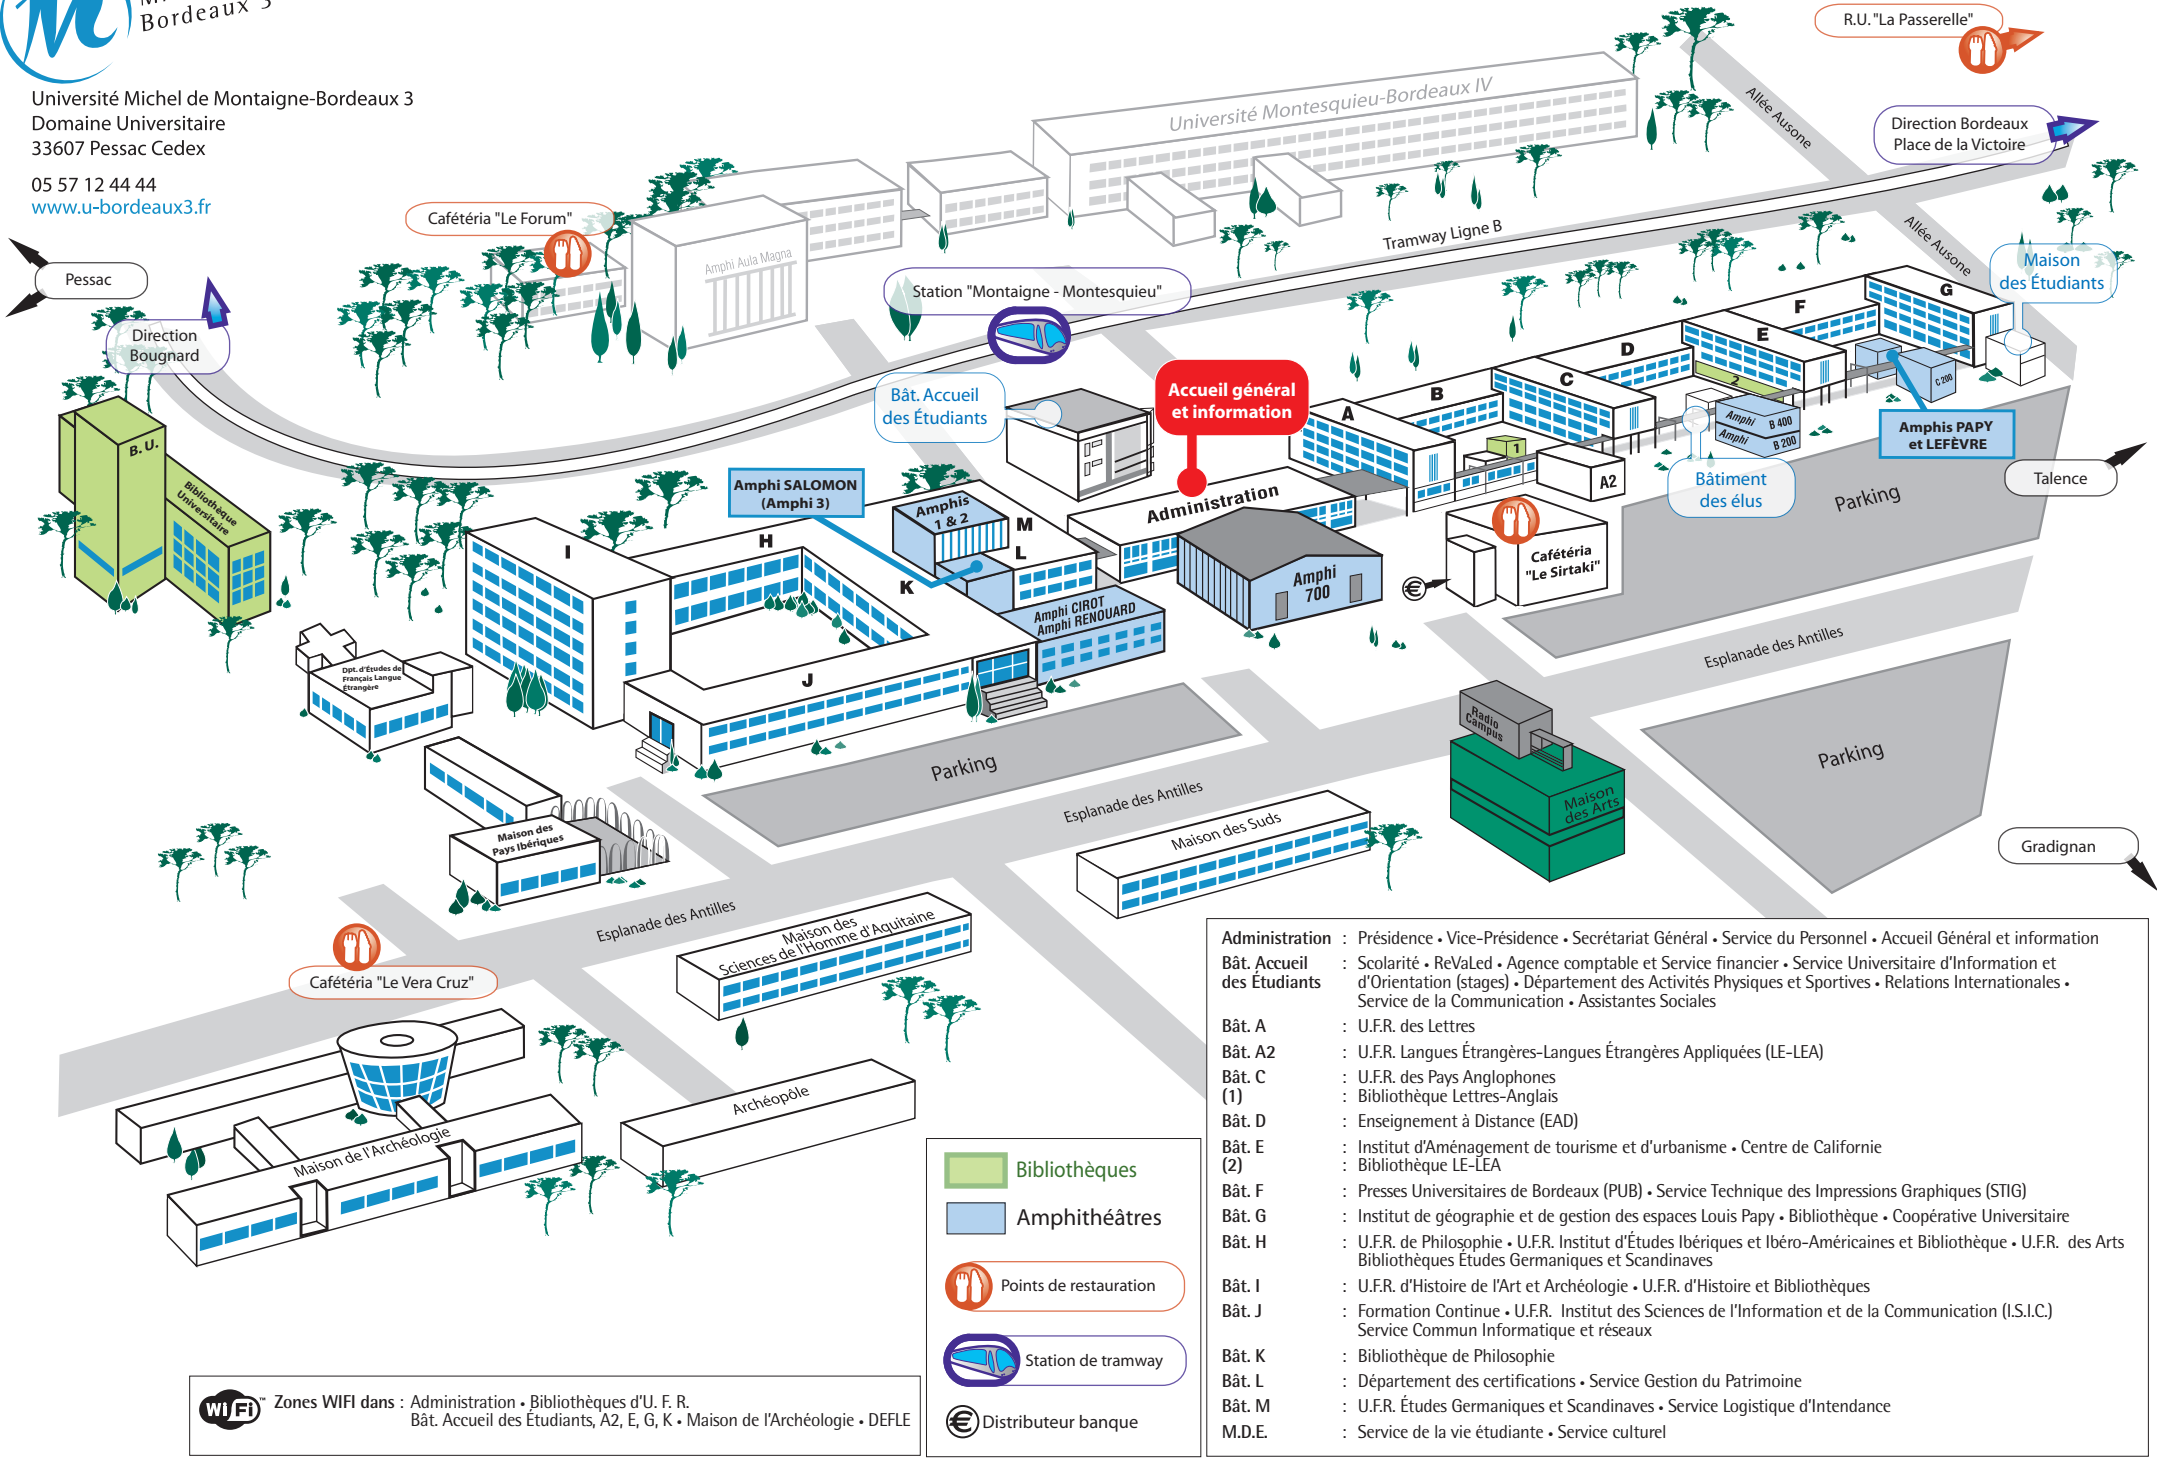 Bordeaux 3
Université Michel de Montaigne-Bordeaux 3
Domaine Universitaire
33607 Pessac Cedex
05 57 12 44 44
www.u-bordeaux3.fr
R.U. "La Passerelle"
Allée Ausone
Direction Bordeaux
Place de la Victoire
Université Montesquieu-Bordeaux IV
Cafétéria "Le Forum"
Amphi Aula Magna
Tramway Ligne B
Allée Ausone
Pessac
Direction
Bougnard
Station "Montaigne - Montesquieu"
Maison
des Étudiants
G
F
E
D
C
B
A
2
1
C 200
Bât. Accueil
des Étudiants
Accueil général
et information
Amphi B 400
Amphi B 200
Amphis PAPY
et LEFÈVRE
Bâtiment
des élus
A2
Talence
Parking
B.U.
Bibliothèque
Universitaire
Amphi SALOMON
(Amphi 3)
Amphis
1 & 2
M
L
K
H
I
J
Administration
Amphi
700
Amphi CIROT
Amphi RENOUARD
Cafétéria
"Le Sirtaki"
€
Esplanade des Antilles
Dpt. d'Études de
Français Langue
Étrangère
Radio
Campus
Maison
des Arts
Parking
Parking
Esplanade des Antilles
Maison des Suds
Gradignan
Maison des
Pays Ibériques
Esplanade des Antilles
Maison des
Sciences de l'Homme d'Aquitaine
Cafétéria "Le Vera Cruz"
Archéopôle
Maison de l'Archéologie
Bibliothèques
Amphithéâtres
Points de restauration
Station de tramway
€ Distributeur banque
WiFi™ Zones WIFI dans : Administration • Bibliothèques d'U. F. R.
Bât. Accueil des Étudiants, A2, E, G, K • Maison de l'Archéologie • DEFLE
Administration : Présidence • Vice-Présidence • Secrétariat Général • Service du Personnel • Accueil Général et information
Bât. Accueil : Scolarité • ReVaLed • Agence comptable et Service financier • Service Universitaire d'Information et
des Étudiants d'Orientation (stages) • Département des Activités Physiques et Sportives • Relations Internationales •
Service de la Communication • Assistantes Sociales
Bât. A : U.F.R. des Lettres
Bât. A2 : U.F.R. Langues Étrangères-Langues Étrangères Appliquées (LE-LEA)
Bât. C : U.F.R. des Pays Anglophones
(1) : Bibliothèque Lettres-Anglais
Bât. D : Enseignement à Distance (EAD)
Bât. E : Institut d'Aménagement de tourisme et d'urbanisme • Centre de Californie
(2) : Bibliothèque LE-LEA
Bât. F : Presses Universitaires de Bordeaux (PUB) • Service Technique des Impressions Graphiques (STIG)
Bât. G : Institut de géographie et de gestion des espaces Louis Papy • Bibliothèque • Coopérative Universitaire
Bât. H : U.F.R. de Philosophie • U.F.R. Institut d'Études Ibériques et Ibéro-Américaines et Bibliothèque • U.F.R. des Arts
Bibliothèques Études Germaniques et Scandinaves
Bât. I : U.F.R. d'Histoire de l'Art et Archéologie • U.F.R. d'Histoire et Bibliothèques
Bât. J : Formation Continue • U.F.R. Institut des Sciences de l'Information et de la Communication (I.S.I.C.)
Service Commun Informatique et réseaux
Bât. K : Bibliothèque de Philosophie
Bât. L : Département des certifications • Service Gestion du Patrimoine
Bât. M : U.F.R. Études Germaniques et Scandinaves • Service Logistique d'Intendance
M.D.E. : Service de la vie étudiante • Service culturel